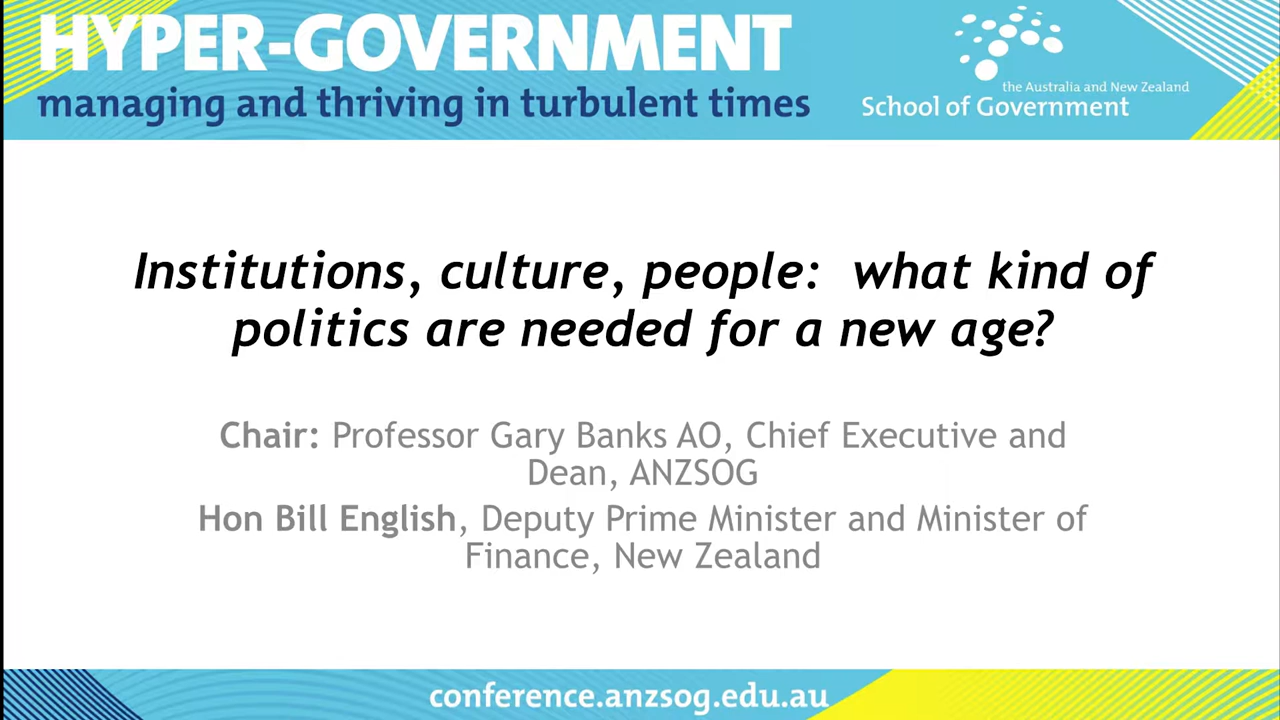 HYPER-GOVERNMENT
managing and thriving in turbulent times
the Australia and New Zealand
School of Government
Institutions, culture, people:  what kind of
politics are needed for a new age?
Chair: Professor Gary Banks AO, Chief Executive and
Dean, ANZSOG
Hon Bill English, Deputy Prime Minister and Minister of
Finance, New Zealand
conference.anzsog.edu.au